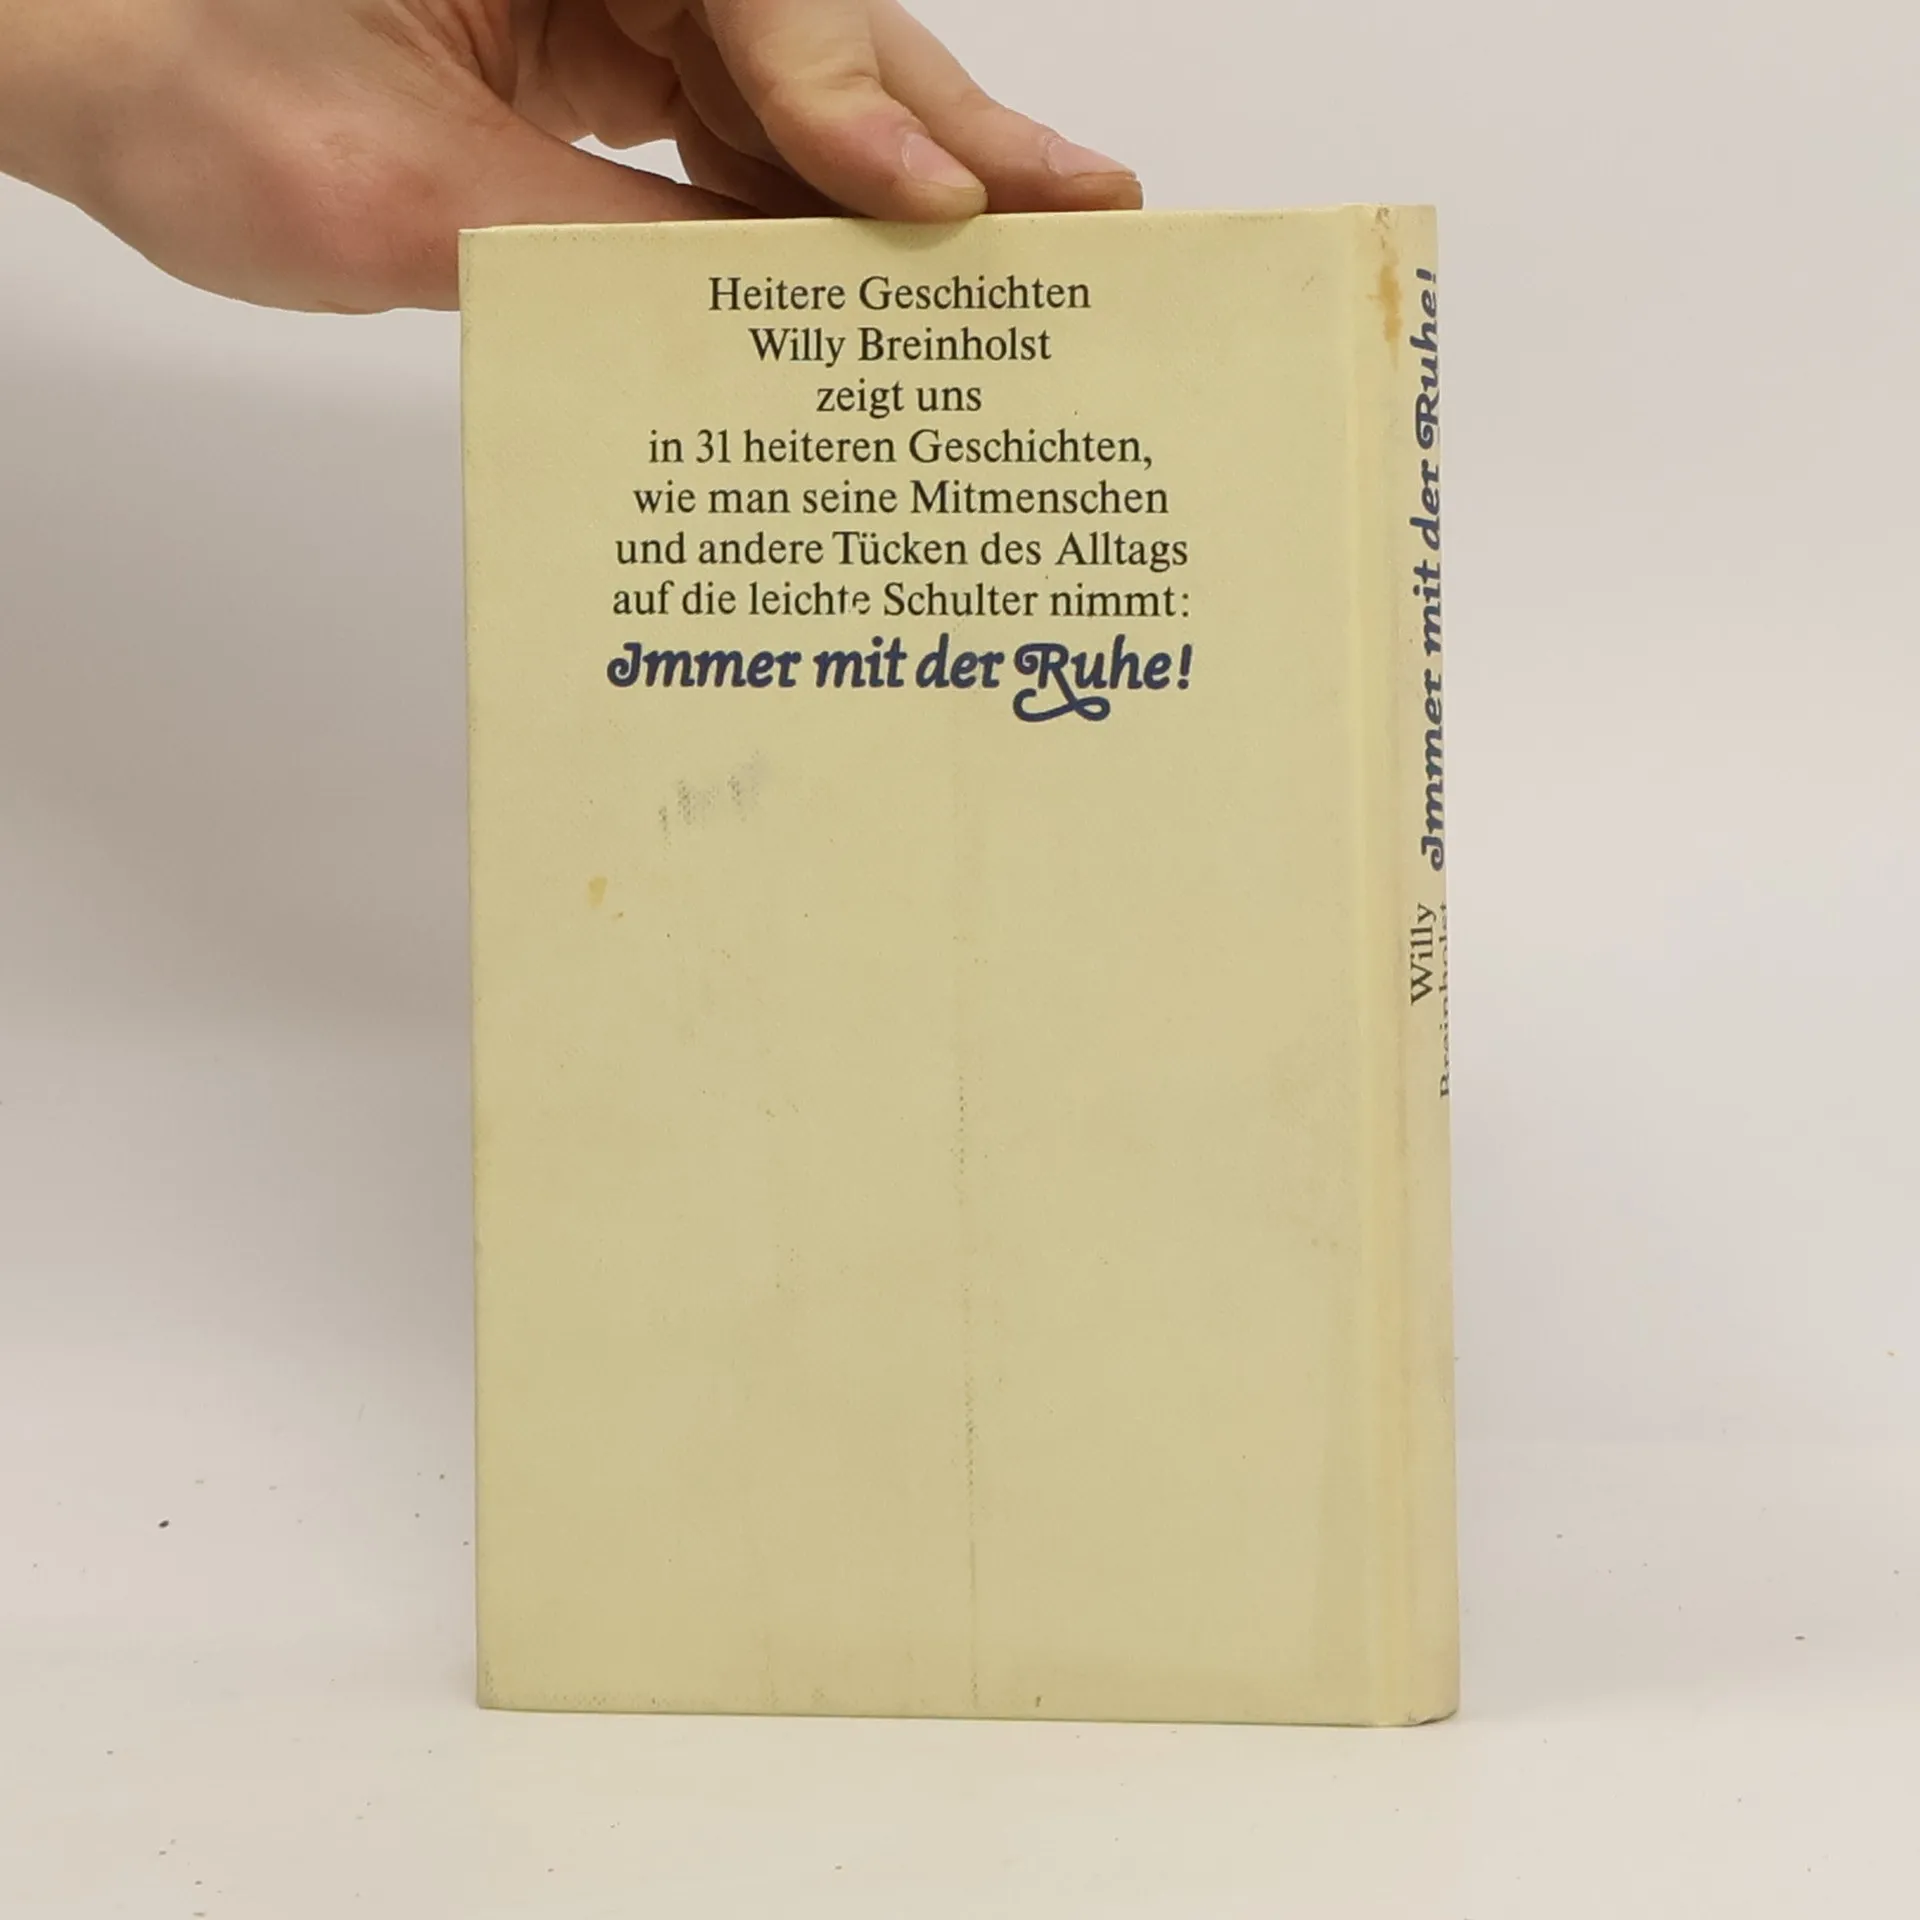 Heitere Geschichten
Willy Breinholst
zeigt uns
in 31 heiteren Geschichten,
wie man seine Mitmenschen
und andere Tücken des Alltags
auf die leichte Schulter nimmt:
Immer mit der Ruhe!
Willy
Breinholst
Immer mit der Ruhe!